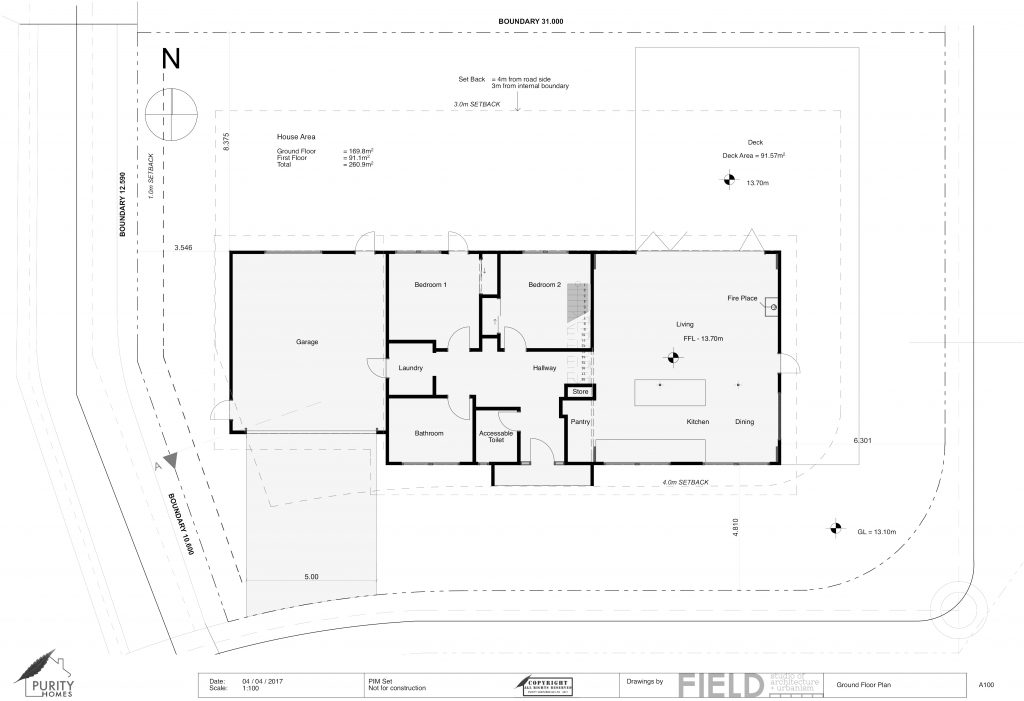 BOUNDARY 31.000
N
Set Back = 4m from road side
3m from internal boundary
3.0m SETBACK
8.375
House Area
Ground Floor = 169.8m²
First Floor = 91.1m²
Total = 260.9m²
Deck
Deck Area = 91.57m²
13.70m
1.0m SETBACK
BOUNDARY 12.590
3.546
Bedroom 1
Bedroom 2
Fire Place
Living
FFL - 13.70m
Garage
Laundry
Hallway
Store
Pantry
Kitchen
Dining
Bathroom
Accessable
Toilet
6.301
A
4.0m SETBACK
BOUNDARY 10.600
4.810
GL = 13.10m
5.00
PURITY
HOMES
Date: 04 / 04 / 2017
Scale: 1:100
PIM Set
Not for construction
COPYRIGHT
ALL RIGHTS RESERVED
Drawings by
FIELD
studio of
architecture
+ urbanism
Ground Floor Plan
A100